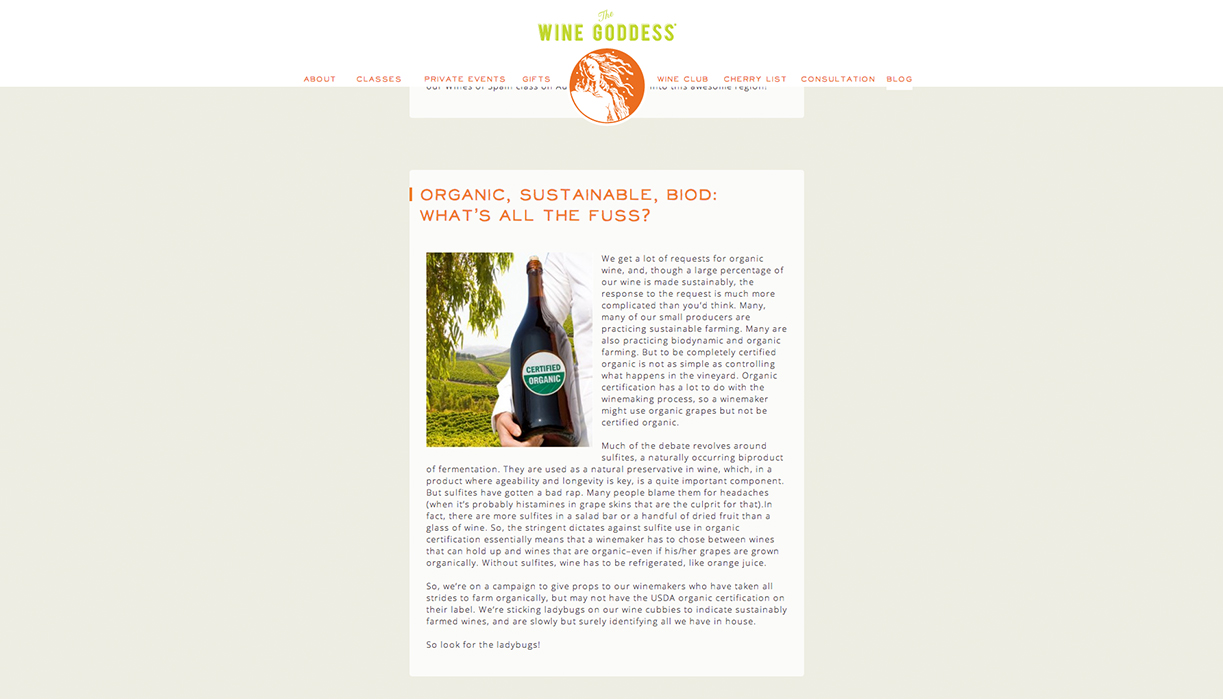 The
WINE GODDESS
ABOUT CLASSES PRIVATE EVENTS GIFTS WINE CLUB CHERRY LIST CONSULTATION BLOG
our Wines of Spain class on Au into this awesome region!
ORGANIC, SUSTAINABLE, BIOD:
WHAT'S ALL THE FUSS?
We get a lot of requests for organic
wine, and, though a large percentage of
our wine is made sustainably, the
response to the request is much more
complicated than you'd think. Many,
many of our small producers are
practicing sustainable farming. Many are
also practicing biodynamic and organic
farming. But to be completely certified
organic is not as simple as controlling
what happens in the vineyard. Organic
certification has a lot to do with the
winemaking process, so a winemaker
might use organic grapes but not be
certified organic.
CERTIFIED
ORGANIC
Much of the debate revolves around
sulfites, a naturally occurring biproduct
of fermentation. They are used as a natural preservative in wine, which, in a
product where ageability and longevity is key, is a quite important component.
But sulfites have gotten a bad rap. Many people blame them for headaches
(when it's probably histamines in grape skins that are the culprit for that).In
fact, there are more sulfites in a salad bar or a handful of dried fruit than a
glass of wine. So, the stringent dictates against sulfite use in organic
certification essentially means that a winemaker has to chose between wines
that can hold up and wines that are organic–even if his/her grapes are grown
organically. Without sulfites, wine has to be refrigerated, like orange juice.
So, we're on a campaign to give props to our winemakers who have taken all
strides to farm organically, but may not have the USDA organic certification on
their label. We're sticking ladybugs on our wine cubbies to indicate sustainably
farmed wines, and are slowly but surely identifying all we have in house.
So look for the ladybugs!